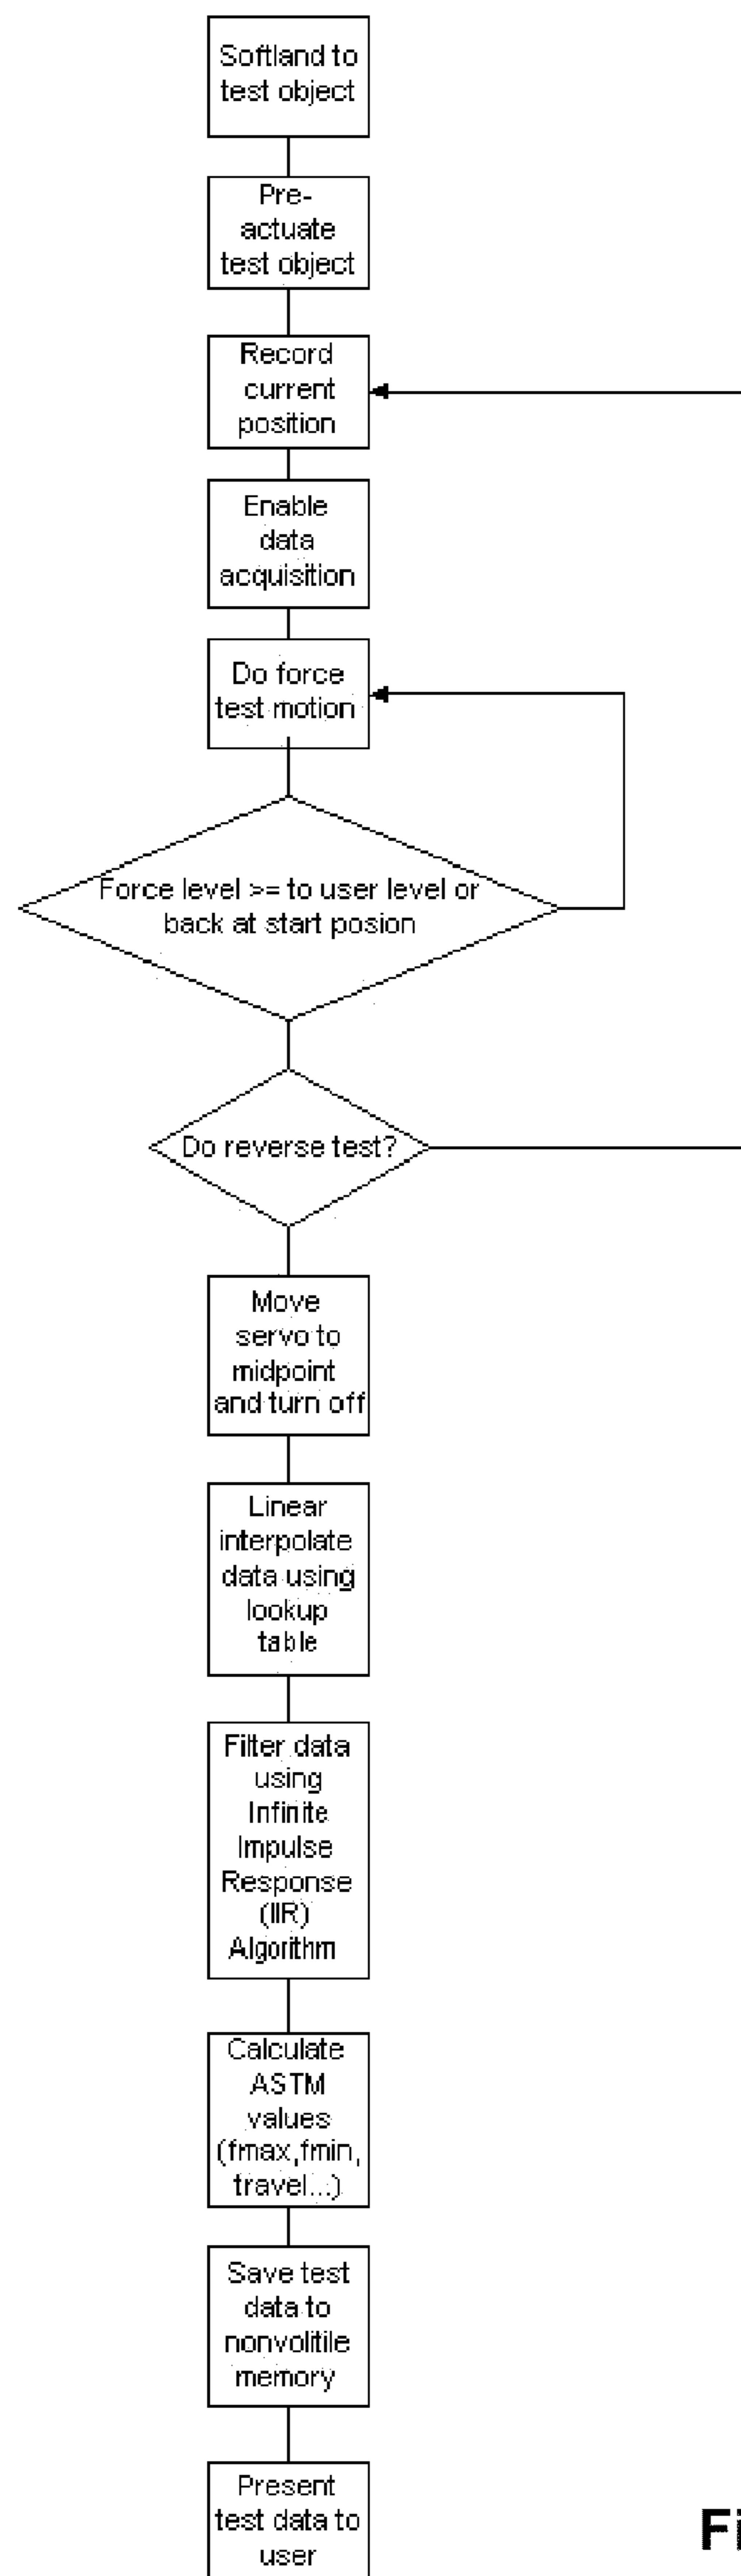 Softland to
test object
Pre-
actuate
test object
Record
current
position
Enable
data
acquisition
Do force
test motion
Force level >= to user level or
back at start posion
Do reverse test?
Move
servo to
midpoint
and turn off
Linear
interpolate
data using
lookup
table
Filter data
using
Infinite
Impulse
Response
(IIR)
Algorithm
Calculate
ASTM
values
(fmax,fmin,
travel...)
Save test
data to
nonvolitile
memory
Present
test data to
user
Fi